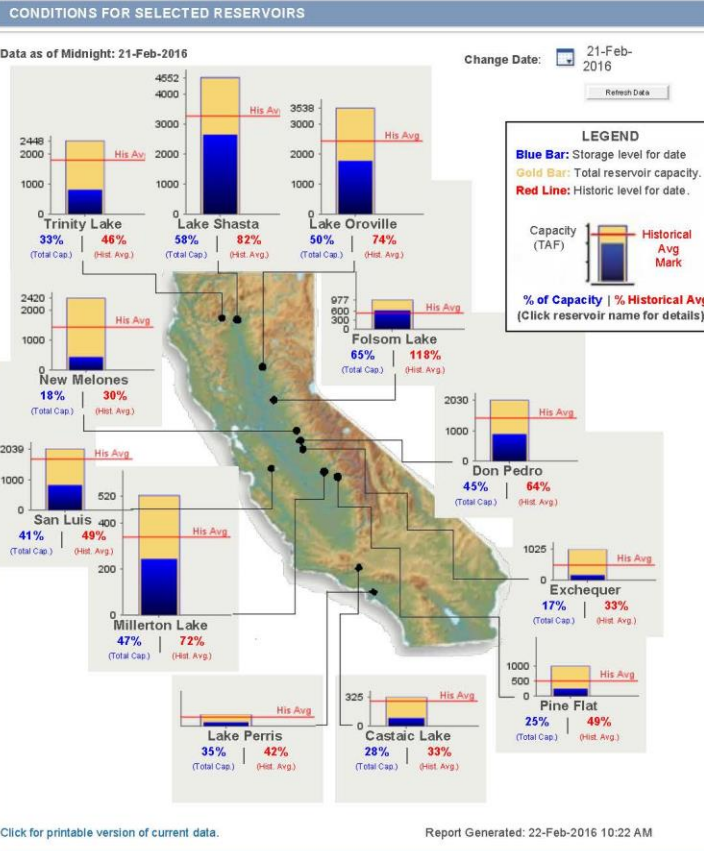 CONDITIONS FOR SELECTED RESERVOIRS
Data as of Midnight: 21-Feb-2016
Change Date:
21-Feb-
2016
Refresh Data
LEGEND
Blue Bar: Storage level for date
Gold Bar: Total reservoir capacity.
Red Line: Historic level for date.
Capacity
(TAF)
Historical
Avg
Mark
% of Capacity | % Historical Avg
(Click reservoir name for details)
2448
2000
1000
0
His Av
Trinity Lake
33% | 46%
(Total Cap.) (Hist. Avg.)
4552
4000
3000
2000
1000
0
His Av
Lake Shasta
58% | 82%
(Total Cap.) (Hist. Avg.)
3538
3000
2000
1000
0
His Avg
Lake Oroville
50% | 74%
(Total Cap.) (Hist. Avg.)
2420
2000
1000
0
His Avg
New Melones
18% | 30%
(Total Cap.) (Hist. Avg.)
977
600
300
0
His Avg
Folsom Lake
65% | 118%
(Total Cap.) (Hist. Avg.)
2030
1000
0
His Avg
Don Pedro
45% | 64%
(Total Cap.) (Hist. Avg.)
2039
1000
0
His Avg
San Luis
41% | 49%
(Total Cap.) (Hist. Avg.)
520
400
200
0
His Avg
Millerton Lake
47% | 72%
(Total Cap.) (Hist. Avg.)
1025
0
His Avg
Exchequer
17% | 33%
(Total Cap.) (Hist. Avg.)
1000
500
0
His Avg
Pine Flat
25% | 49%
(Total Cap.) (Hist. Avg.)
His Avg
Lake Perris
35% | 42%
(Total Cap.) (Hist. Avg.)
325
0
His Avg
Castaic Lake
28% | 33%
(Total Cap.) (Hist. Avg.)
Click for printable version of current data.
Report Generated: 22-Feb-2016 10:22 AM